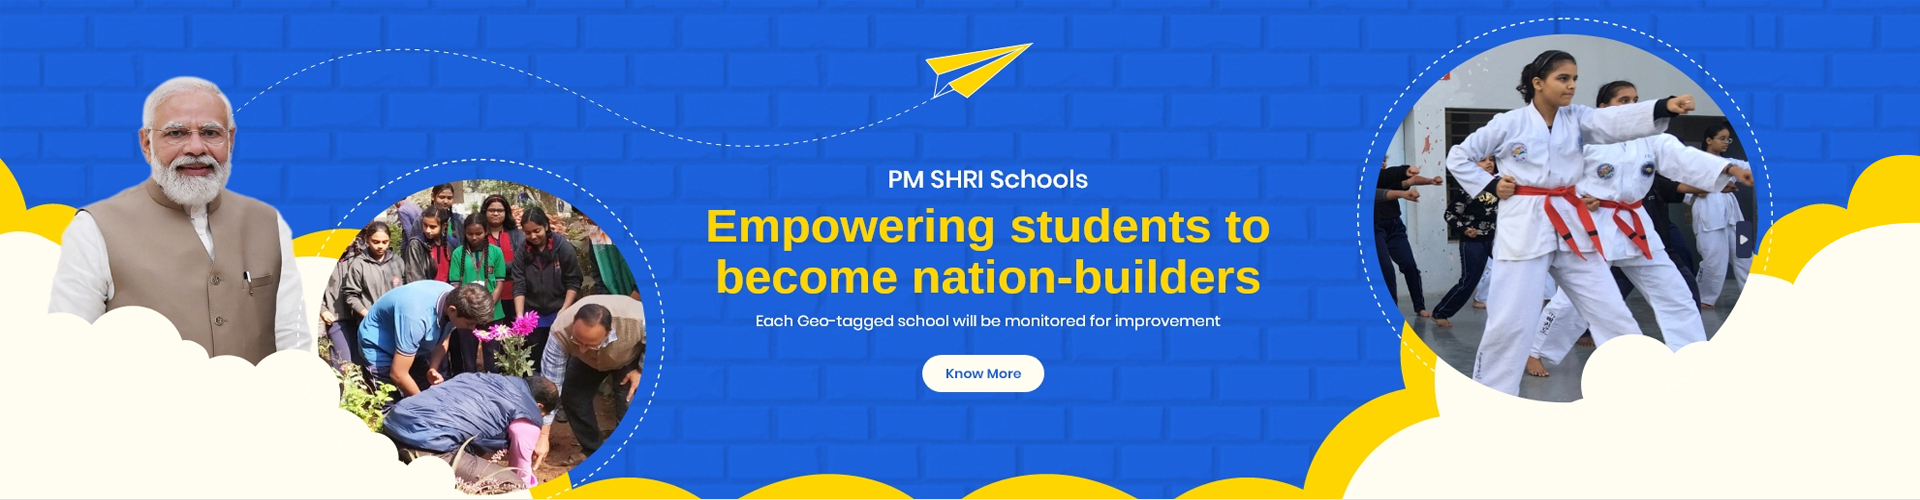 PM SHRI Schools
Empowering students to
become nation-builders
Each Geo-tagged school will be monitored for improvement
Know More